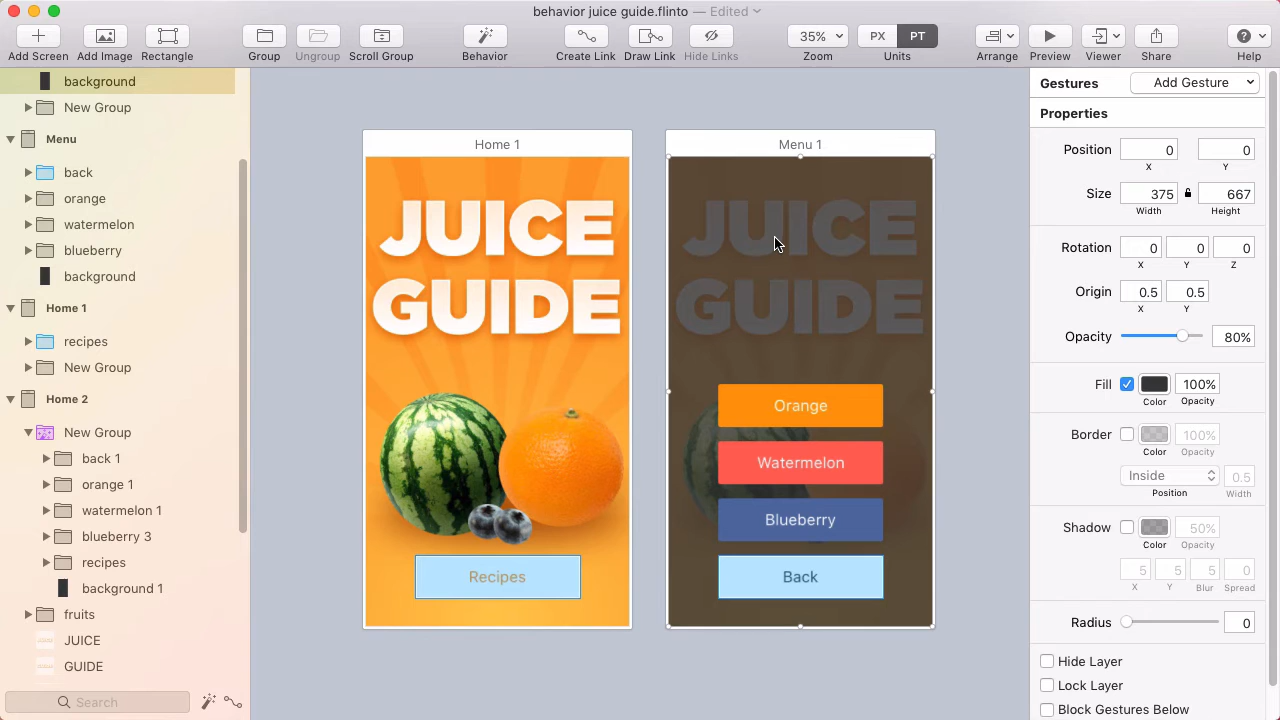 behavior juice guide.flinto — Edited
Add Screen
Add Image
Rectangle
Group
Ungroup
Scroll Group
Behavior
Create Link
Draw Link
Hide Links
35%
Zoom
PX PT
Units
Arrange
Preview
Viewer
Share
Help
background
New Group
Menu
back
orange
watermelon
blueberry
background
Home 1
recipes
New Group
Home 2
New Group
back 1
orange 1
watermelon 1
blueberry 3
recipes
background 1
fruits
JUICE
GUIDE
Search
Home 1
JUICE
GUIDE
Recipes
Menu 1
JUICE
GUIDE
Orange
Watermelon
Blueberry
Back
Gestures Add Gesture
Properties
Position 0 0
X Y
Size 375 667
Width Height
Rotation 0 0 0
X Y Z
Origin 0.5 0.5
X Y
Opacity 80%
Fill 100%
Color Opacity
Border 100%
Color Opacity
Inside 0.5
Position Width
Shadow 50%
Color Opacity
5 5 5 0
X Y Blur Spread
Radius 0
Hide Layer
Lock Layer
Block Gestures Below